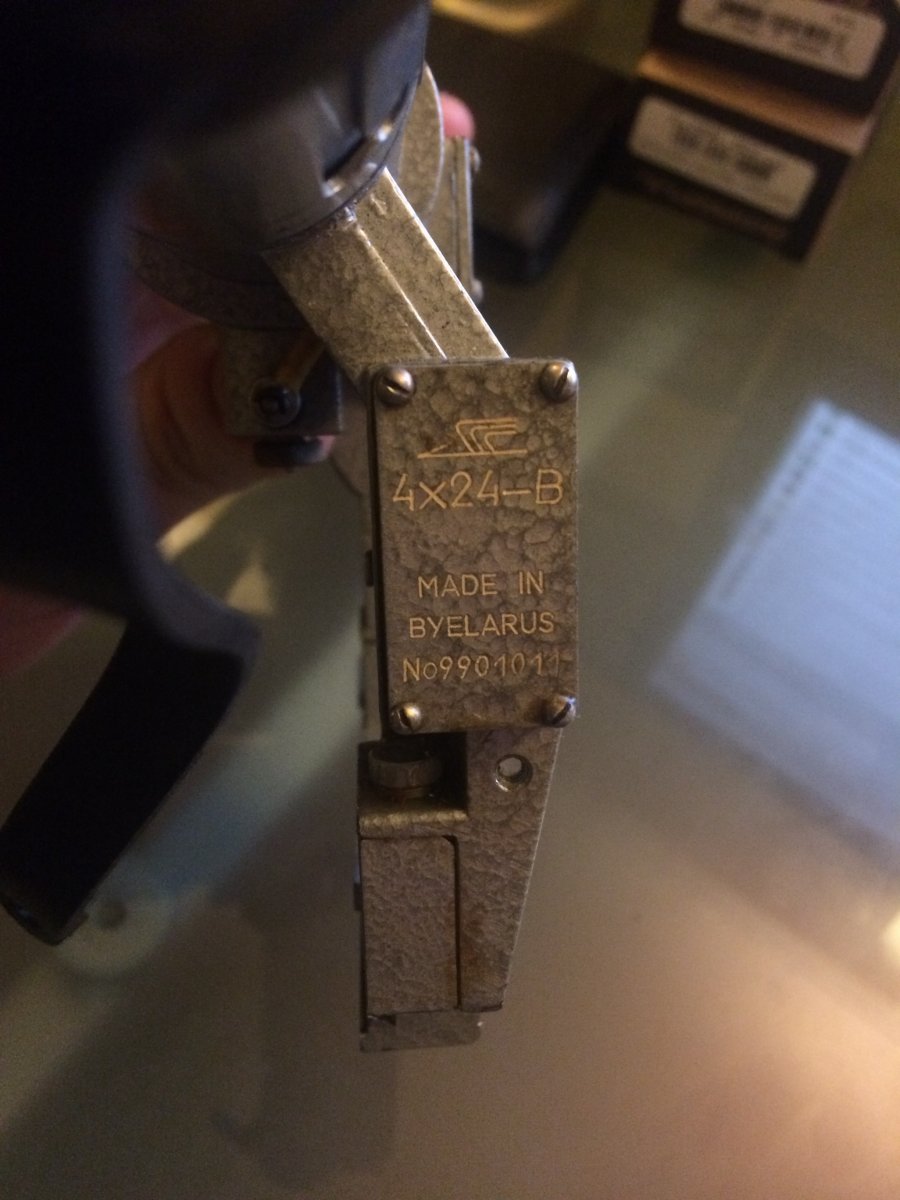 4x24-B
MADE IN
BYELARUS
No9901011